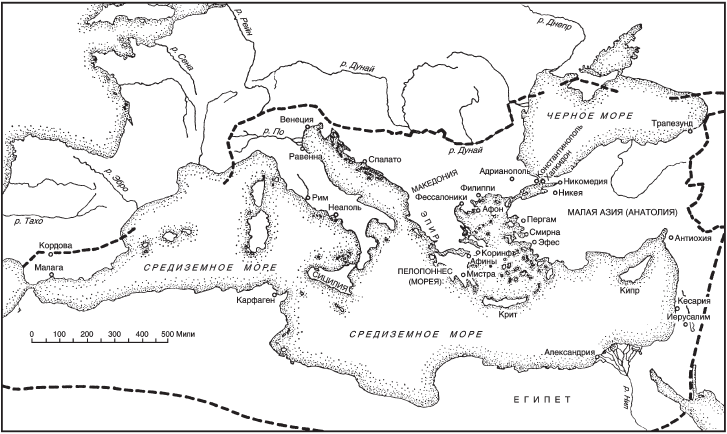 р. Рейн
р. Днепр
р. Сена
р. Дунай
ЧЕРНОЕ МОРЕ
Трапезунд
Венеция
р. По
р. Дунай
Равенна
Спалато
Константинополь
Халкидон
Адрианополь
МАКЕДОНИЯ
Филиппи
Никомедия
Фессалоники
Никея
р. Эбро
Афон
Рим
МАЛАЯ АЗИЯ (АНАТОЛИЯ)
р. Тахо
Неаполь
ЭПИР
Пергам
Смирна
Антиохия
Эфес
Кордова
Коринф
Афины
Малага
СРЕДИЗЕМНОЕ МОРЕ
СИЦИЛИЯ
ПЕЛОПОННЕС
(МОРЕЯ)
Мистра
Кипр
Карфаген
Крит
Кесария
Иерусалим
0 100 200 300 400 500 Мили
СРЕДИЗЕМНОЕ МОРЕ
Александрия
р. Нил
ЕГИПЕТ